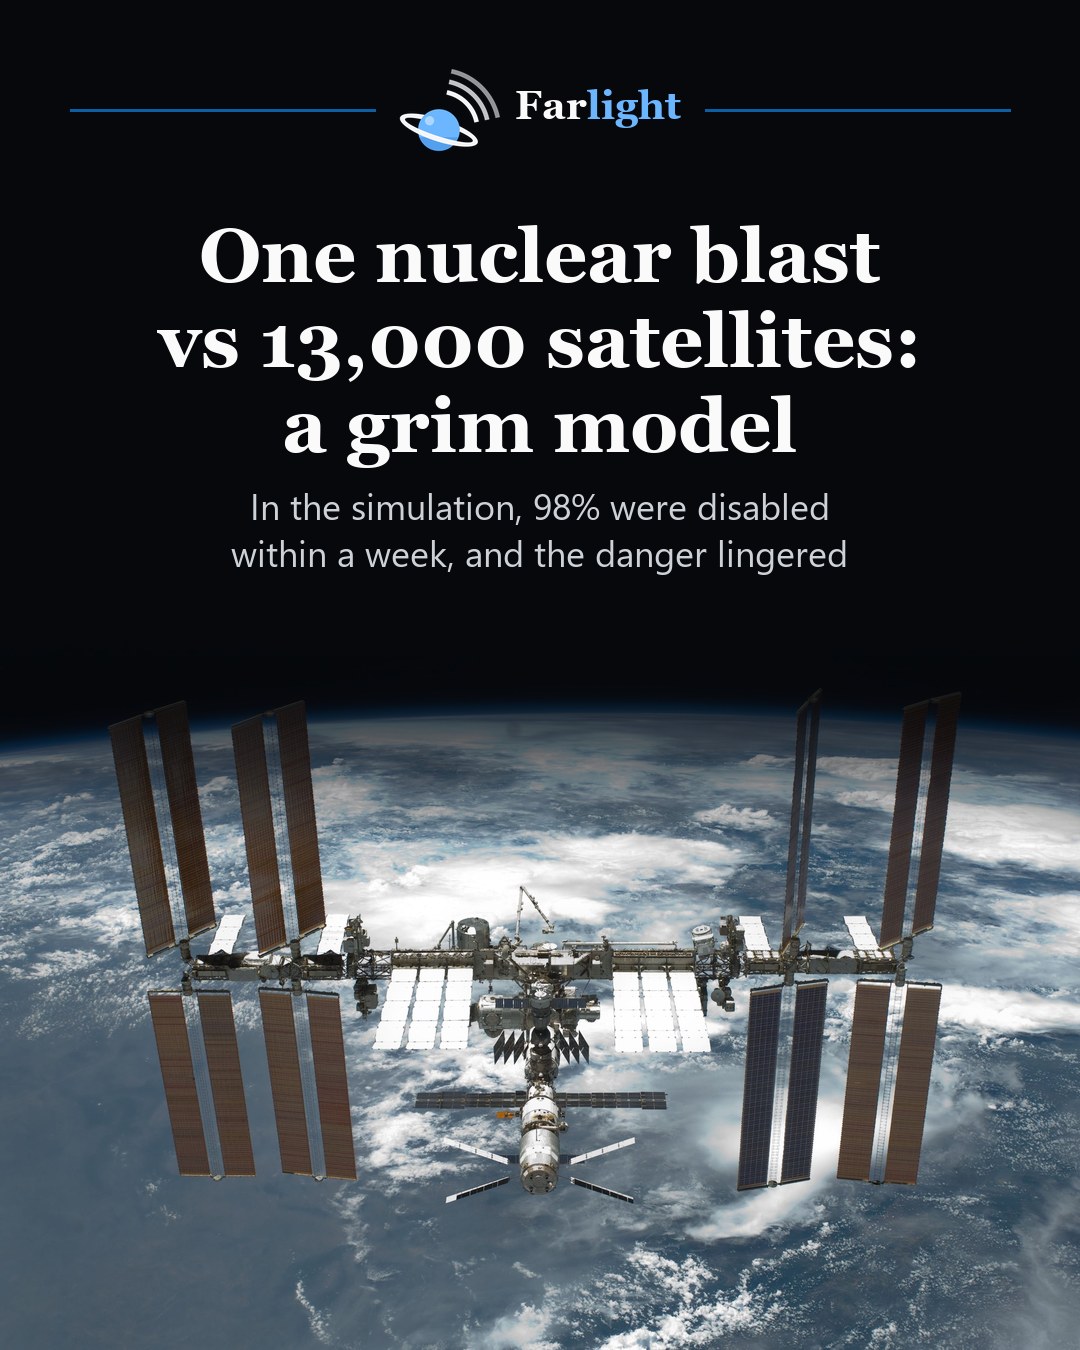 Farlight
One nuclear blast
vs 13,000 satellites:
a grim model
In the simulation, 98% were disabled
within a week, and the danger lingered